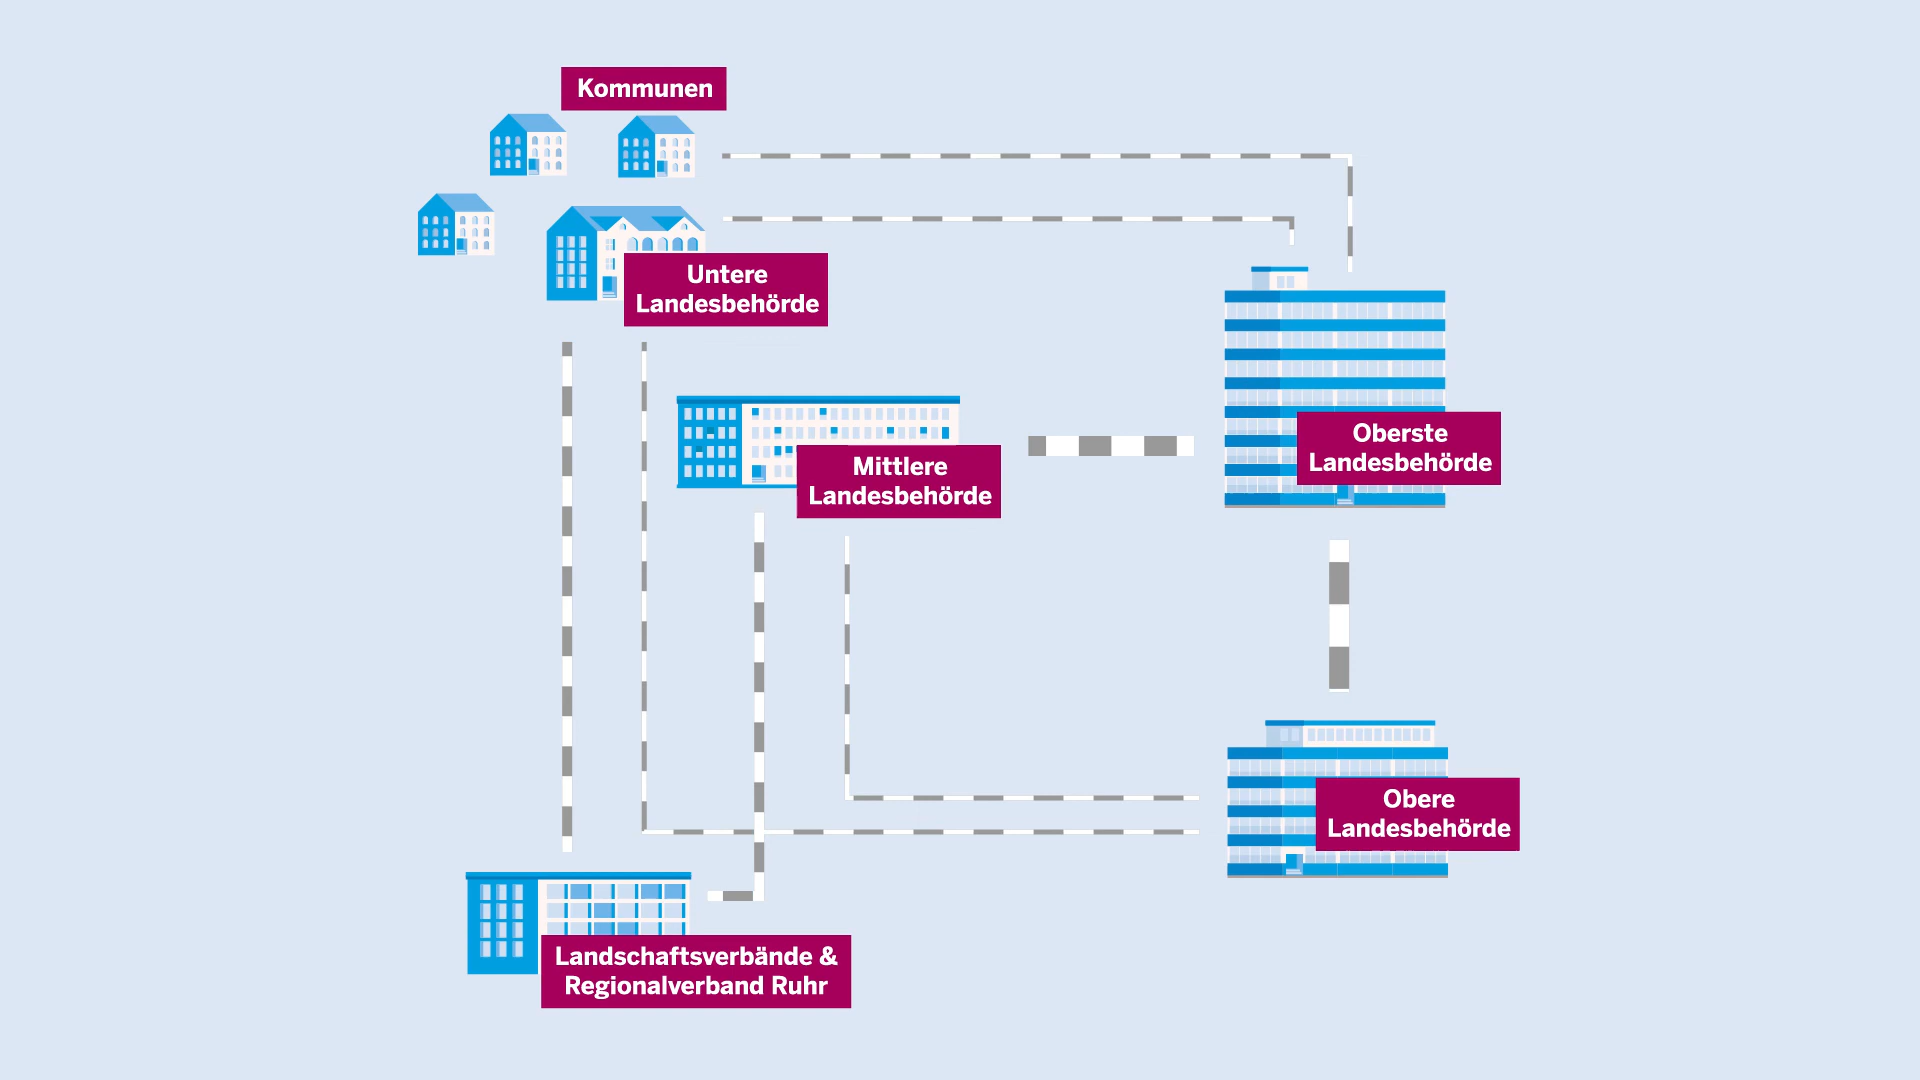 Kommunen
Untere
Landesbehörde
Mittlere
Landesbehörde
Oberste
Landesbehörde
Obere
Landesbehörde
Landschaftsverbände &
Regionalverband Ruhr